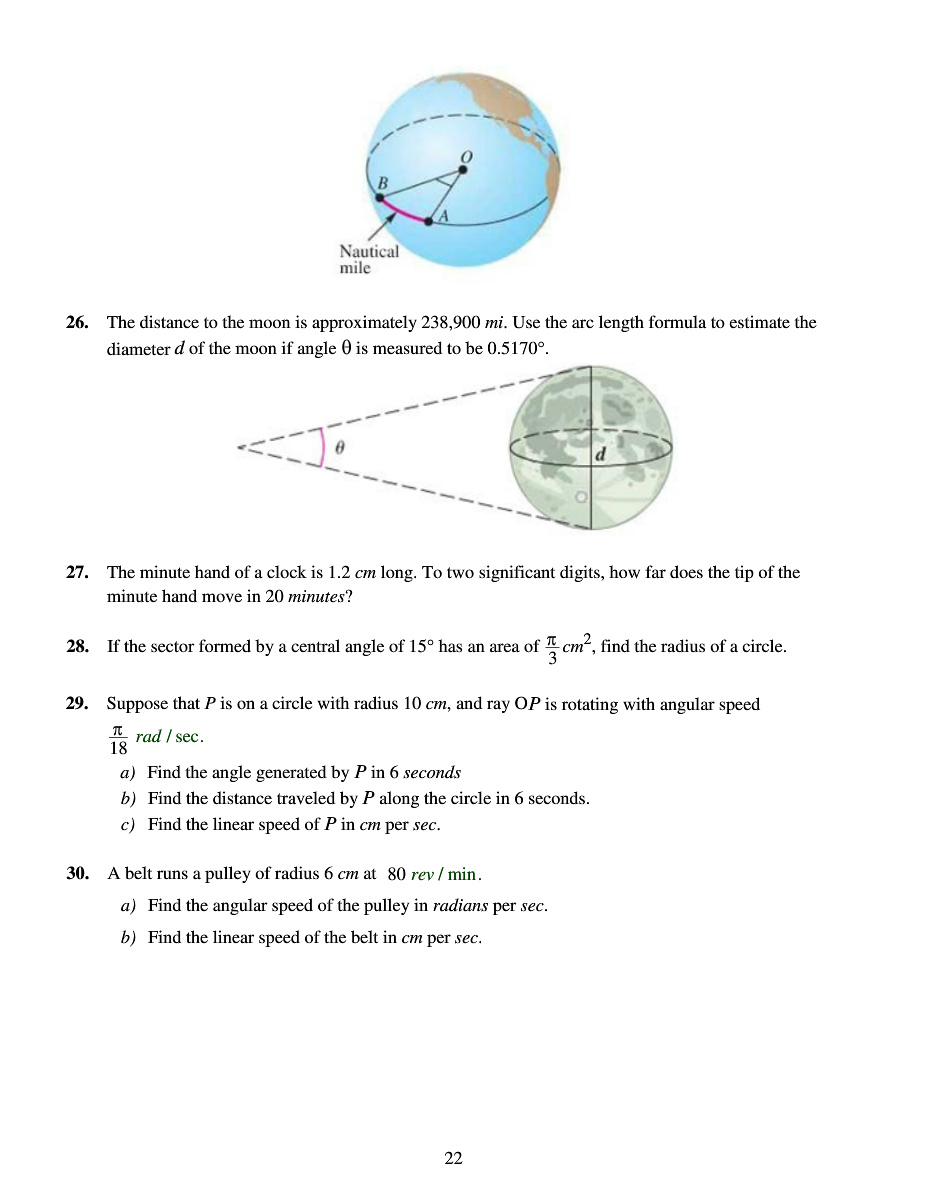 O
B
A
Nautical
mile
26. The distance to the moon is approximately 238,900 mi. Use the arc length formula to estimate the
diameter d of the moon if angle θ is measured to be 0.5170°.
θ
d
27. The minute hand of a clock is 1.2 cm long. To two significant digits, how far does the tip of the
minute hand move in 20 minutes?
28. If the sector formed by a central angle of 15° has an area of π/3 cm², find the radius of a circle.
29. Suppose that P is on a circle with radius 10 cm, and ray OP is rotating with angular speed
π/18 rad / sec.
a) Find the angle generated by P in 6 seconds
b) Find the distance traveled by P along the circle in 6 seconds.
c) Find the linear speed of P in cm per sec.
30. A belt runs a pulley of radius 6 cm at 80 rev / min.
a) Find the angular speed of the pulley in radians per sec.
b) Find the linear speed of the belt in cm per sec.
22